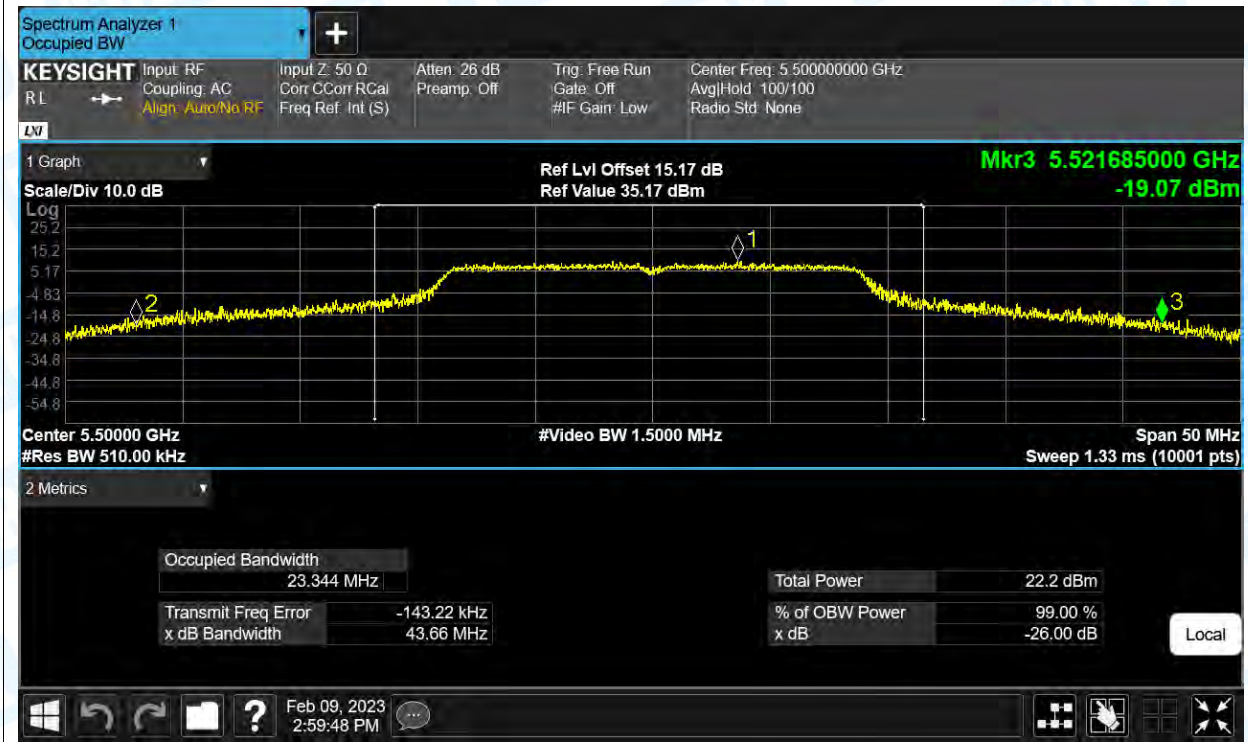 Spectrum Analyzer 1
Occupied BW
+
KEYSIGHT
R L
LXI
Input: RF
Coupling: AC
Align: Auto/No RF
Input Z: 50 Ω
Corr CCorr RCal
Freq Ref: Int (S)
Atten: 26 dB
Preamp: Off
Trig: Free Run
Gate: Off
#IF Gain: Low
Center Freq: 5.500000000 GHz
Avg|Hold: 100/100
Radio Std: None
1 Graph
Scale/Div 10.0 dB
Ref Lvl Offset 15.17 dB
Ref Value 35.17 dBm
Mkr3 5.521685000 GHz
-19.07 dBm
Log
25.2
15.2
5.17
-4.83
-14.8
-24.8
-34.8
-44.8
-54.8
1
2
3
Center 5.50000 GHz
#Res BW 510.00 kHz
#Video BW 1.5000 MHz
Span 50 MHz
Sweep 1.33 ms (10001 pts)
2 Metrics
Occupied Bandwidth
23.344 MHz
Transmit Freq Error -143.22 kHz
x dB Bandwidth 43.66 MHz
Total Power 22.2 dBm
% of OBW Power 99.00 %
x dB -26.00 dB
Local
?
Feb 09, 2023
2:59:48 PM